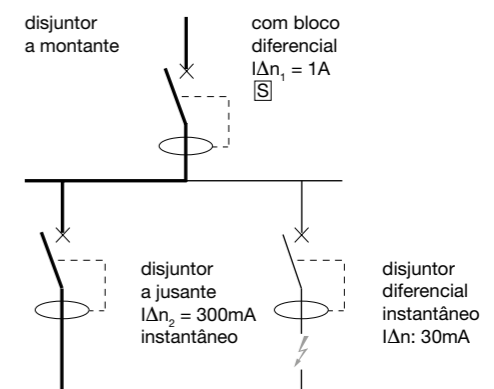 disjuntor
a montante
com bloco
diferencial
IΔn₁ = 1A
S
disjuntor
a jusante
IΔn₂ = 300mA
instantâneo
disjuntor
diferencial
instantâneo
IΔn: 30mA